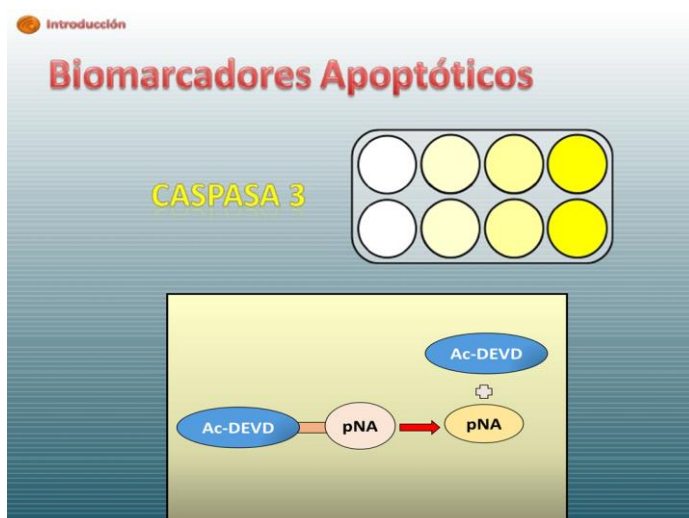 Introducción
Biomarcadores Apoptóticos
CASPASA 3
Ac-DEVD
Ac-DEVD
pNA
pNA